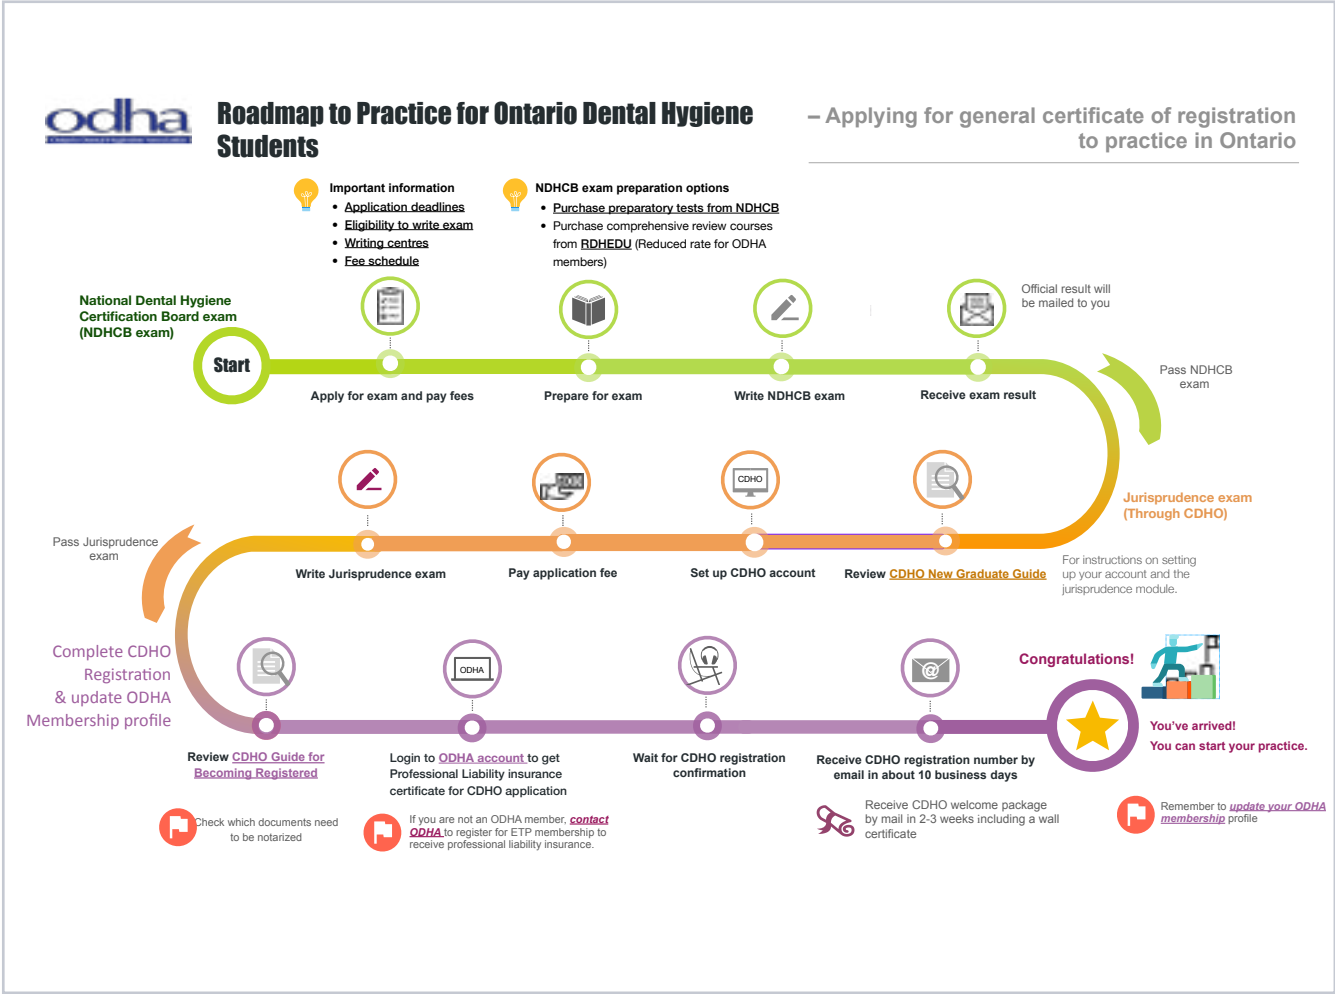 odha
Roadmap to Practice for Ontario Dental Hygiene
Students
– Applying for general certificate of registration
to practice in Ontario
Important information
• Application deadlines
• Eligibility to write exam
• Writing centres
• Fee schedule
NDHCB exam preparation options
• Purchase preparatory tests from NDHCB
• Purchase comprehensive review courses
from RDHEDU (Reduced rate for ODHA
members)
National Dental Hygiene
Certification Board exam
(NDHCB exam)
Start
Official result will
be mailed to you
Apply for exam and pay fees
Prepare for exam
Write NDHCB exam
Receive exam result
Pass NDHCB
exam
Jurisprudence exam
(Through CDHO)
For instructions on setting
up your account and the
jurisprudence module.
Review CDHO New Graduate Guide
CDHO
Set up CDHO account
Pay application fee
Write Jurisprudence exam
Pass Jurisprudence
exam
Complete CDHO
Registration
& update ODHA
Membership profile
Review CDHO Guide for
Becoming Registered
Check which documents need
to be notarized
ODHA
Login to ODHA account to get
Professional Liability insurance
certificate for CDHO application
If you are not an ODHA member, contact
ODHA to register for ETP membership to
receive professional liability insurance.
Wait for CDHO registration
confirmation
@
Receive CDHO registration number by
email in about 10 business days
Receive CDHO welcome package
by mail in 2-3 weeks including a wall
certificate
Congratulations!
You've arrived!
You can start your practice.
Remember to update your ODHA
membership profile